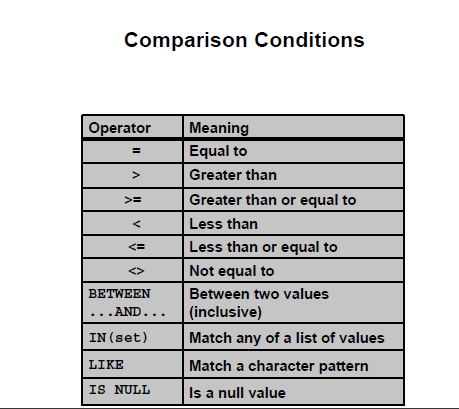 Comparison Conditions
Operator Meaning
= Equal to
> Greater than
>= Greater than or equal to
< Less than
<= Less than or equal to
<> Not equal to
BETWEEN Between two values
...AND... (inclusive)
IN(set) Match any of a list of values
LIKE Match a character pattern
IS NULL Is a null value